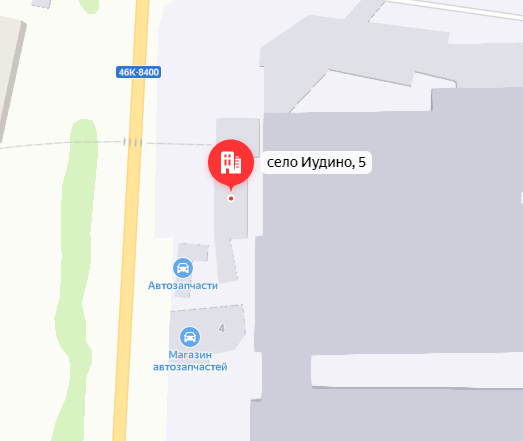 46К-8400
село Иудино, 5
Автозапчасти
4
Магазин
автозапчастей